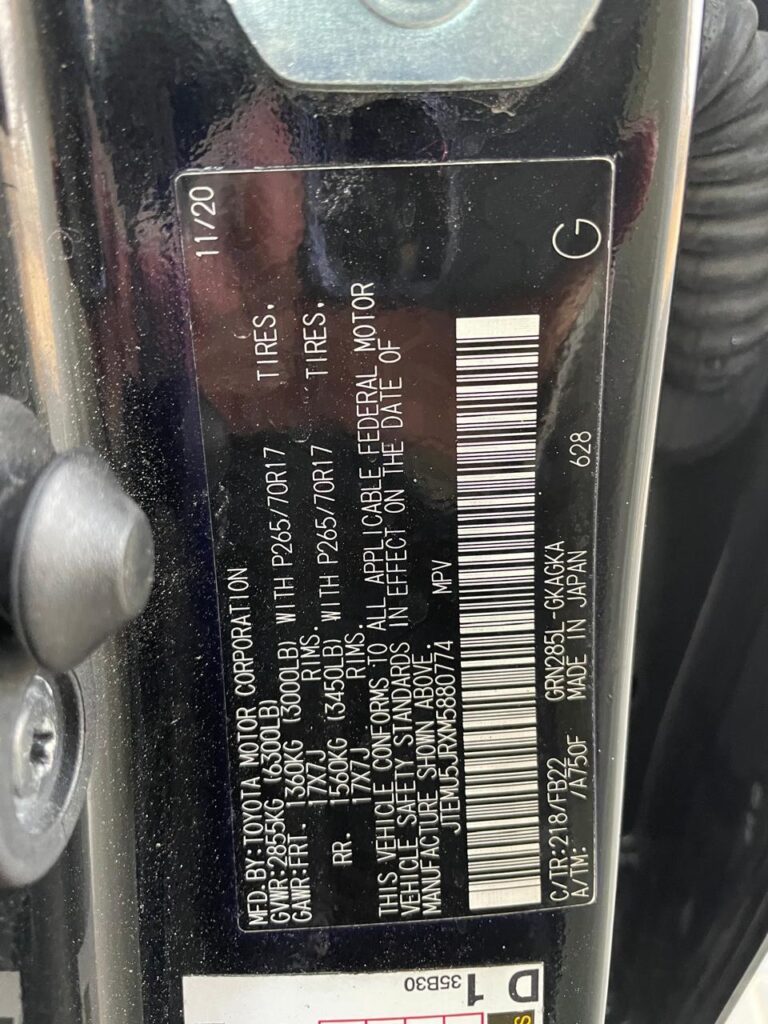 11/20
MFD.BY:TOYOTA MOTOR CORPORATION
GVWR:2855KG (6300LB)
GAWR:FRT. 1360KG (3000LB) WITH P265/70R17 TIRES,
17X7J RIMS.
RR. 1560KG (3450LB) WITH P265/70R17 TIRES,
17X7J RIMS.
THIS VEHICLE CONFORMS TO ALL APPLICABLE FEDERAL MOTOR
VEHICLE SAFETY STANDARDS IN EFFECT ON THE DATE OF
MANUFACTURE SHOWN ABOVE.
JTEMU5JRXM5880774 MPV
C/TR:218/FB22 GRN285L-GKAGKA
A/TM: /A750F MADE IN JAPAN 628
G
35B30
D1